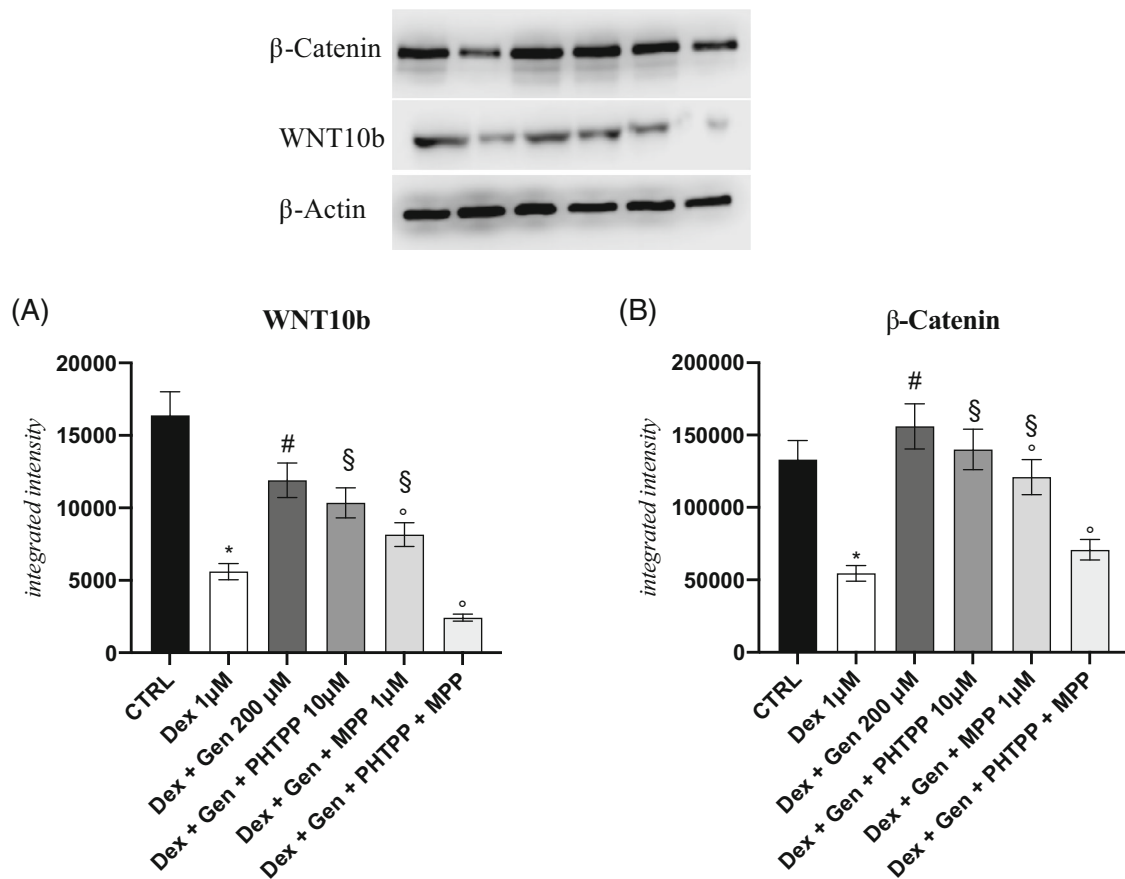 β-Catenin
WNT10b
β-Actin
(A)
WNT10b
20000
15000
10000
5000
0
integrated intensity
*
#
§
§
°
°
CTRL
Dex 1µM
Dex + Gen 200 µM
Dex + Gen + PHTPP 10µM
Dex + Gen + MPP 1µM
Dex + Gen + PHTPP + MPP
(B)
β-Catenin
200000
150000
100000
50000
0
integrated intensity
*
#
§
§
°
°
CTRL
Dex 1µM
Dex + Gen 200 µM
Dex + Gen + PHTPP 10µM
Dex + Gen + MPP 1µM
Dex + Gen + PHTPP + MPP